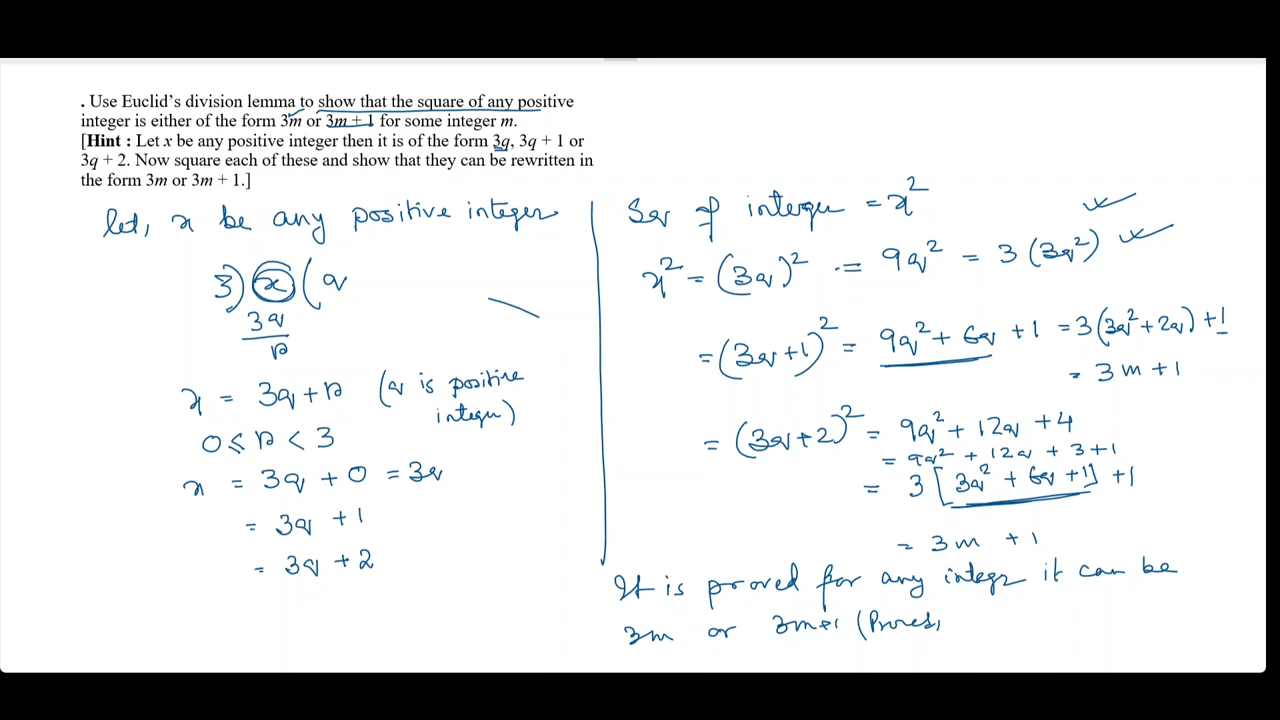 . Use Euclid's division lemma to show that the square of any positive
integer is either of the form 3m or 3m + 1 for some integer m.
[Hint : Let x be any positive integer then it is of the form 3q, 3q + 1 or
3q + 2. Now square each of these and show that they can be rewritten in
the form 3m or 3m + 1.]
let, x be any positive integer
3) x ( q
3q
r
x = 3q + r (q is positive
integer)
0 ≤ r < 3
x = 3q + 0 = 3q
= 3q + 1
= 3q + 2
Sqr of integer = x²
x² = (3q)² = 9q² = 3 (3q²)
= (3q+1)² = 9q² + 6q + 1 = 3(3q² + 2q) + 1
= 3m + 1
= (3q+2)² = 9q² + 12q + 4
= 9q² + 12q + 3 + 1
= 3 [3q² + 6q + 1] + 1
= 3m + 1
It is proved for any integr it can be
3m or 3m+1 (Proved,